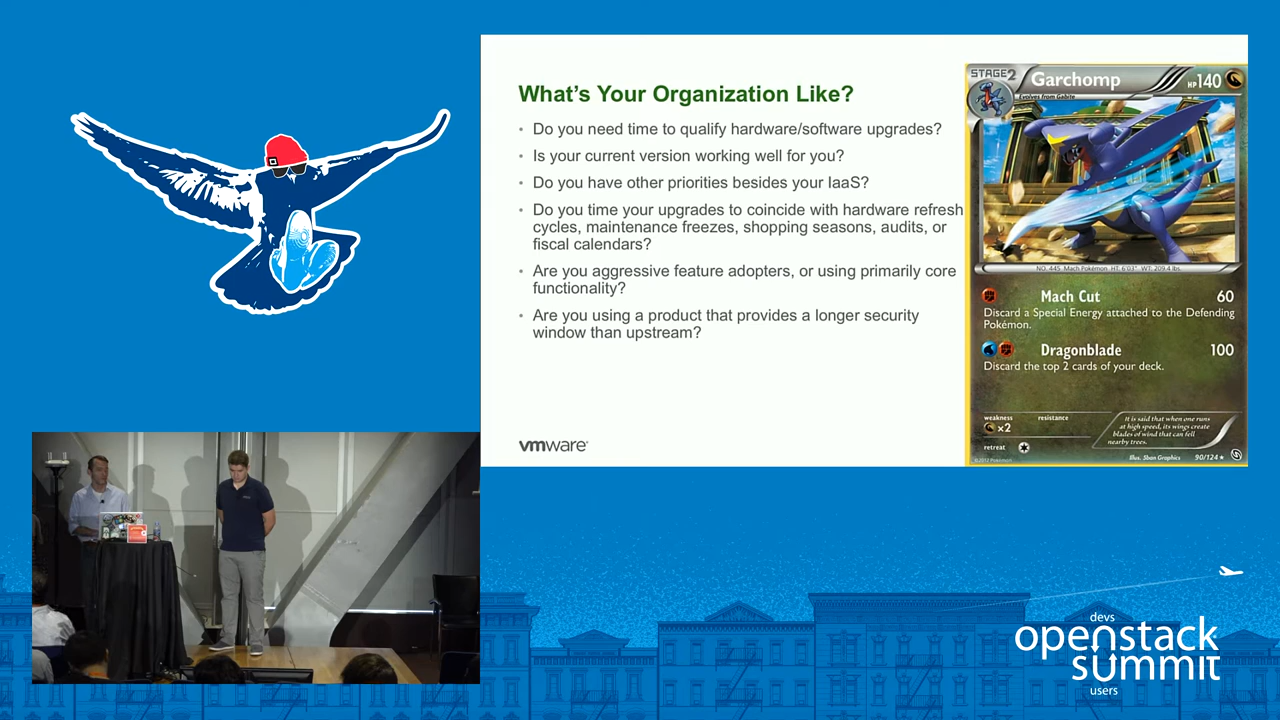 What's Your Organization Like?
• Do you need time to qualify hardware/software upgrades?
• Is your current version working well for you?
• Do you have other priorities besides your IaaS?
• Do you time your upgrades to coincide with hardware refresh
cycles, maintenance freezes, shopping seasons, audits, or
fiscal calendars?
• Are you aggressive feature adopters, or using primarily core
functionality?
• Are you using a product that provides a longer security
window than upstream?
vmware
STAGE2
Garchomp
HP140
Evolves from Gabite
NO. 445 Mach Pokémon HT: 6'03" WT: 209.4 lbs.
Mach Cut 60
Discard a Special Energy attached to the Defending
Pokémon.
Dragonblade 100
Discard the top 2 cards of your deck.
weakness resistance
×2
retreat
It is said that when one runs
at high speed, its wings create
blades of wind that can fell
nearby trees.
Illus. 5ban Graphics 90/124
©2012 Pokémon
devs
openstack
summit
users